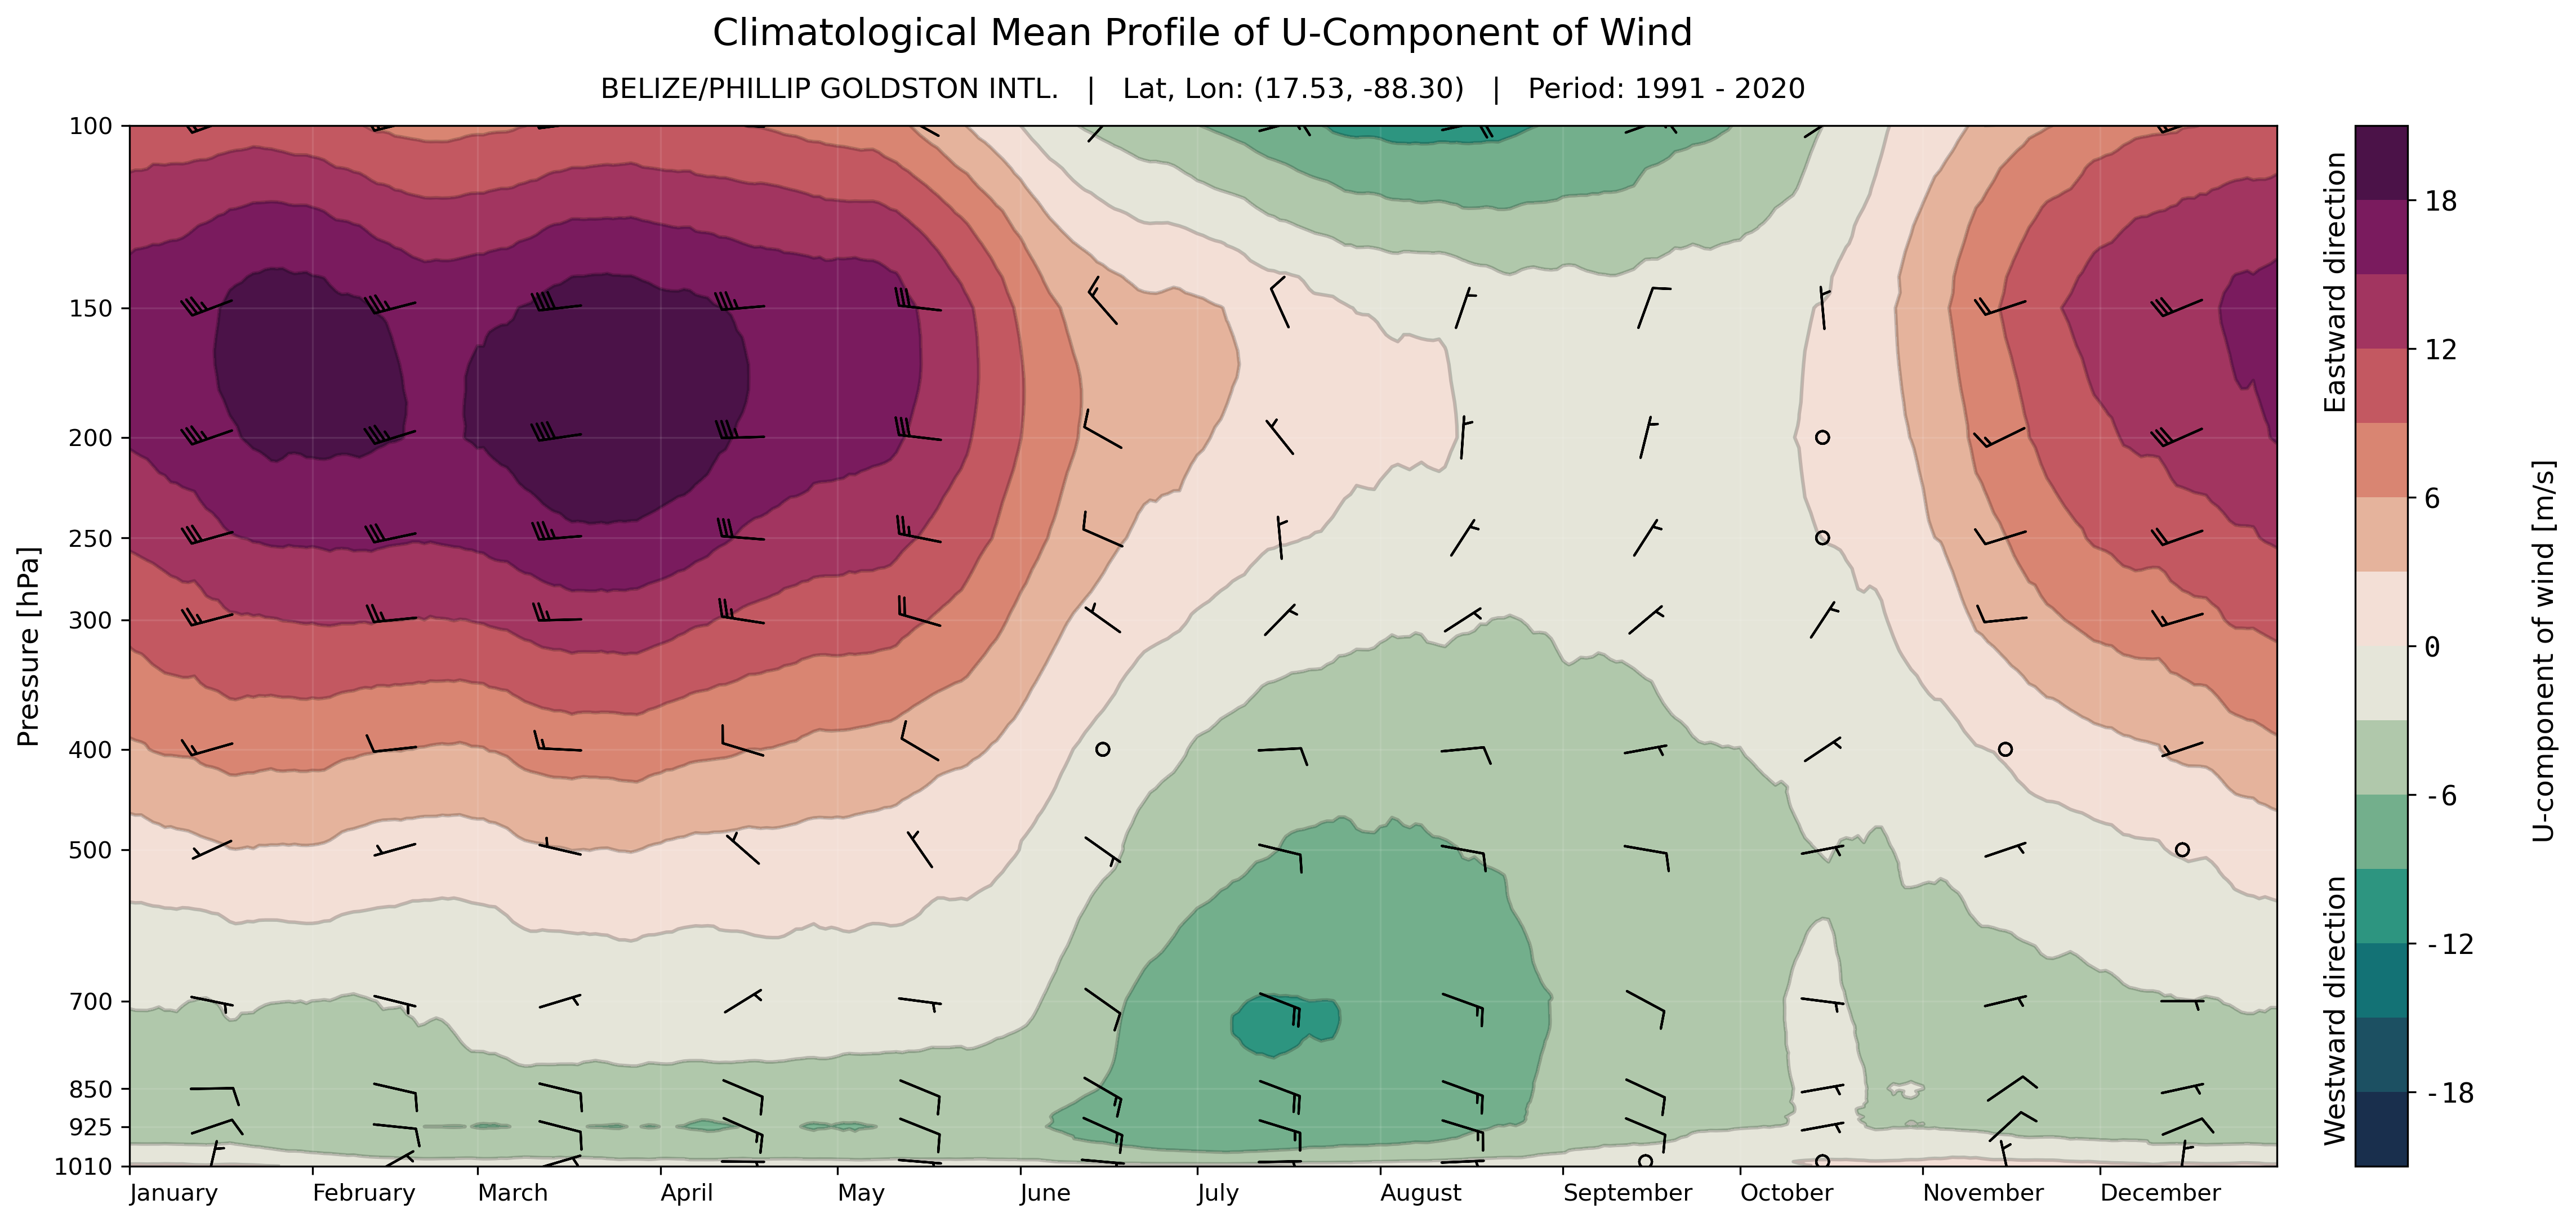 Climatological Mean Profile of U-Component of Wind
BELIZE/PHILLIP GOLDSTON INTL.   |   Lat, Lon: (17.53, -88.30)   |   Period: 1991 - 2020
Pressure [hPa]
100
150
200
250
300
400
500
700
850
925
1010
January February March April May June July August September October November December
Eastward direction
Westward direction
18
12
6
0
-6
-12
-18
U-component of wind [m/s]